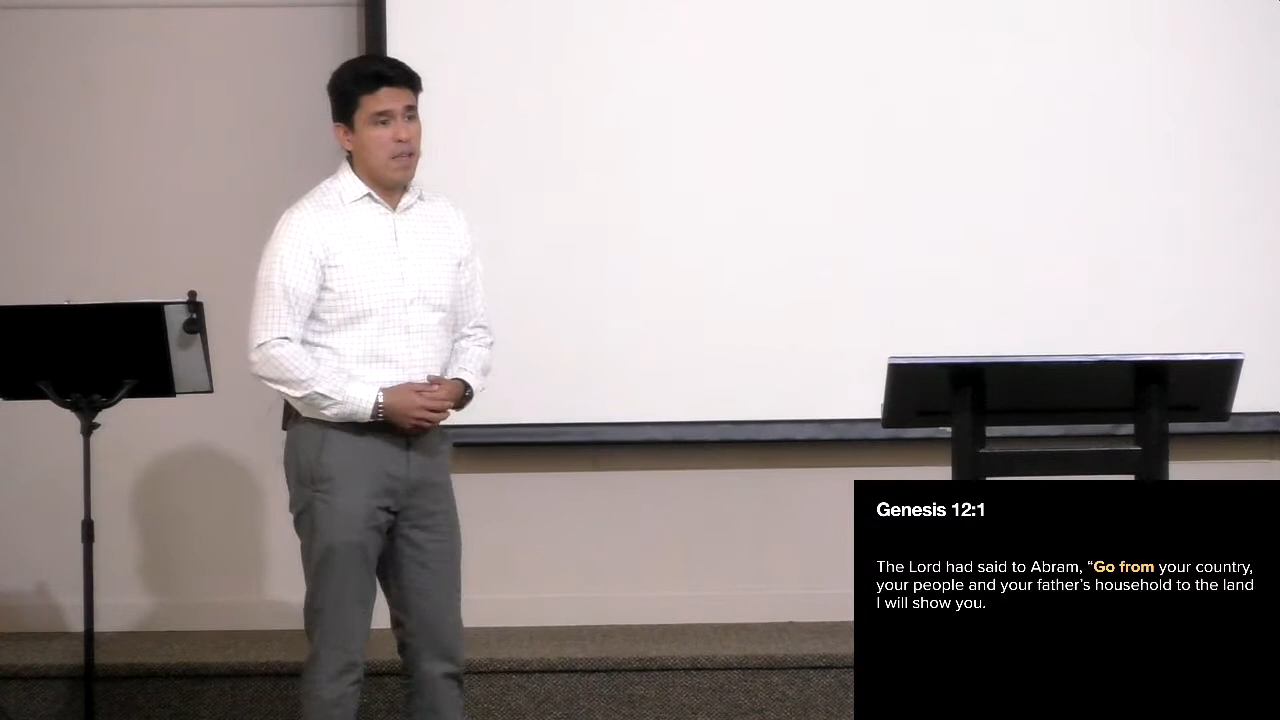 Genesis 12:1
The Lord had said to Abram, “Go from your country,
your people and your father’s household to the land
I will show you.